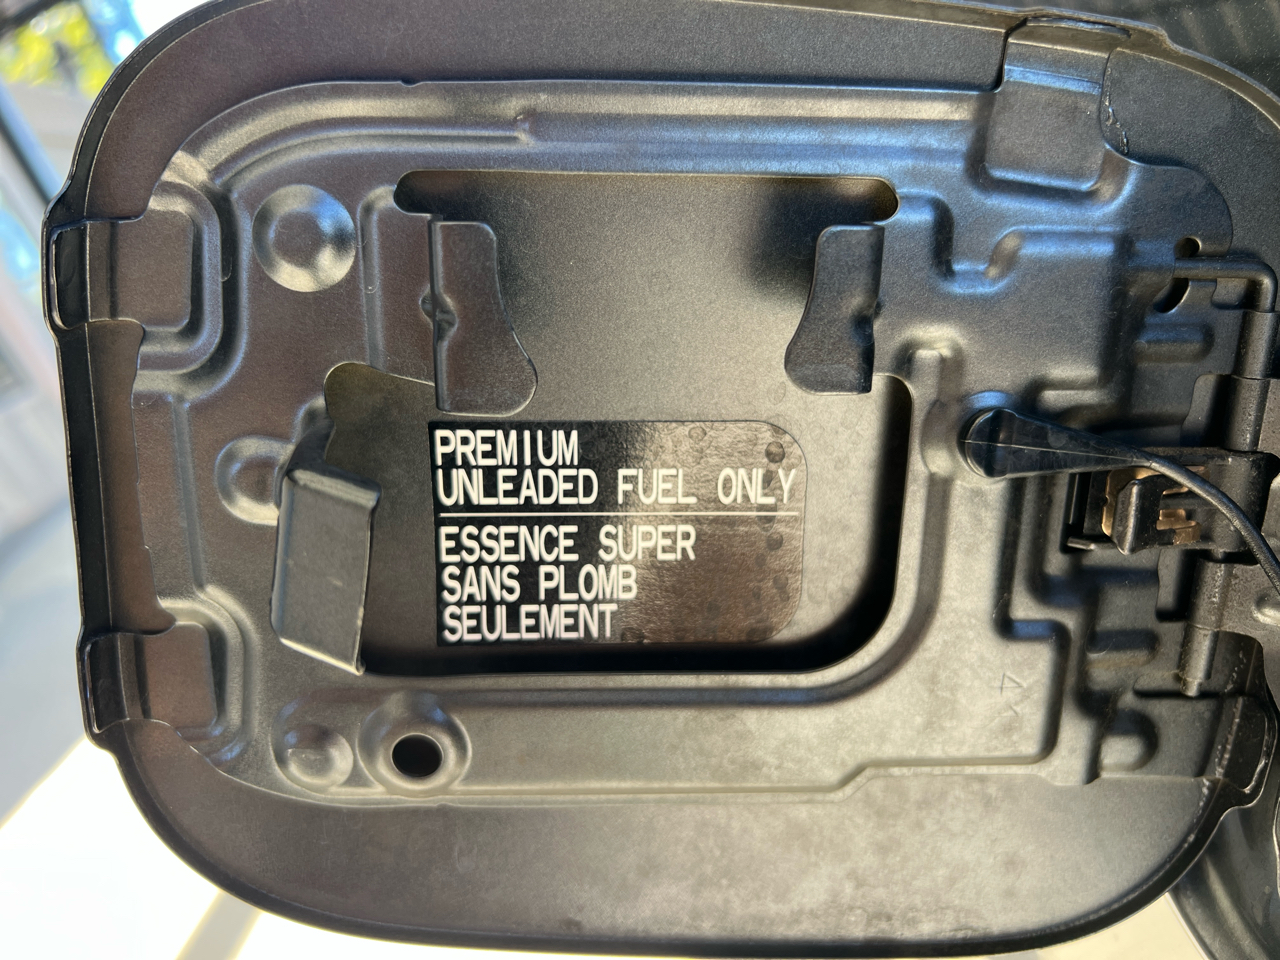 PREMIUM
UNLEADED FUEL ONLY
ESSENCE SUPER
SANS PLOMB
SEULEMENT